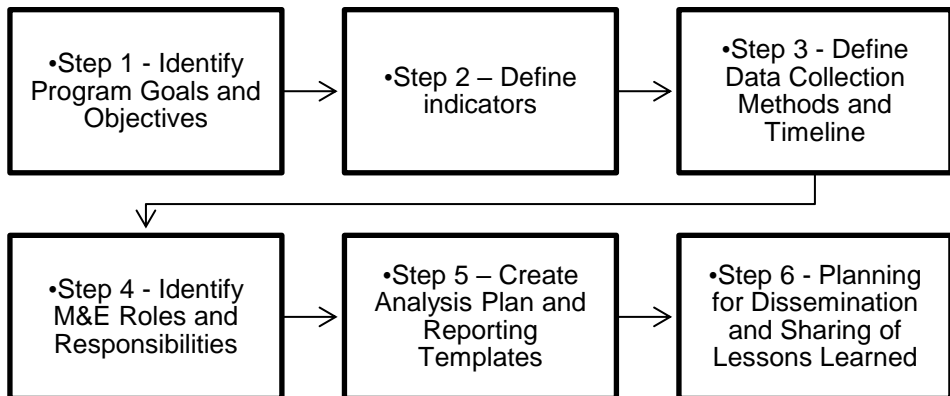 •Step 1 - Identify
Program Goals and
Objectives
•Step 2 – Define
indicators
•Step 3 - Define
Data Collection
Methods and
Timeline
•Step 4 - Identify
M&E Roles and
Responsibilities
•Step 5 – Create
Analysis Plan and
Reporting
Templates
•Step 6 - Planning
for Dissemination
and Sharing of
Lessons Learned